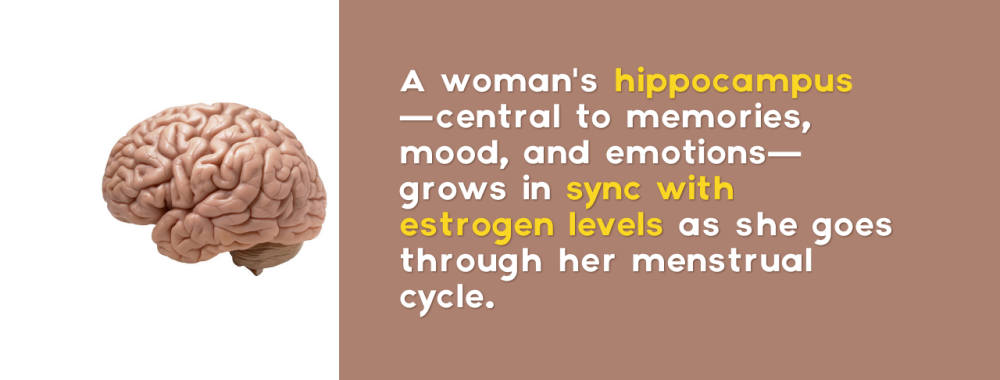 A woman's hippocampus
—central to memories,
mood, and emotions—
grows in sync with
estrogen levels as she goes
through her menstrual
cycle.